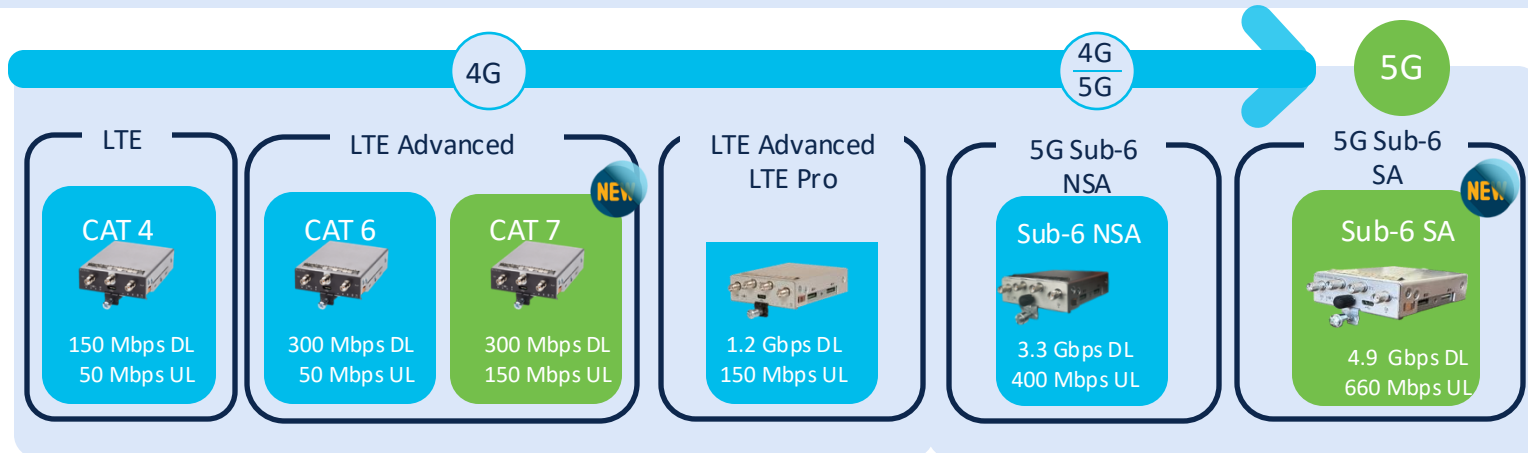 4G
4G
5G
5G
LTE
CAT 4
150 Mbps DL
50 Mbps UL
LTE Advanced
CAT 6
300 Mbps DL
50 Mbps UL
NEW
CAT 7
300 Mbps DL
150 Mbps UL
LTE Advanced
LTE Pro
1.2 Gbps DL
150 Mbps UL
5G Sub-6
NSA
Sub-6 NSA
3.3 Gbps DL
400 Mbps UL
5G Sub-6
SA
NEW
Sub-6 SA
4.9 Gbps DL
660 Mbps UL